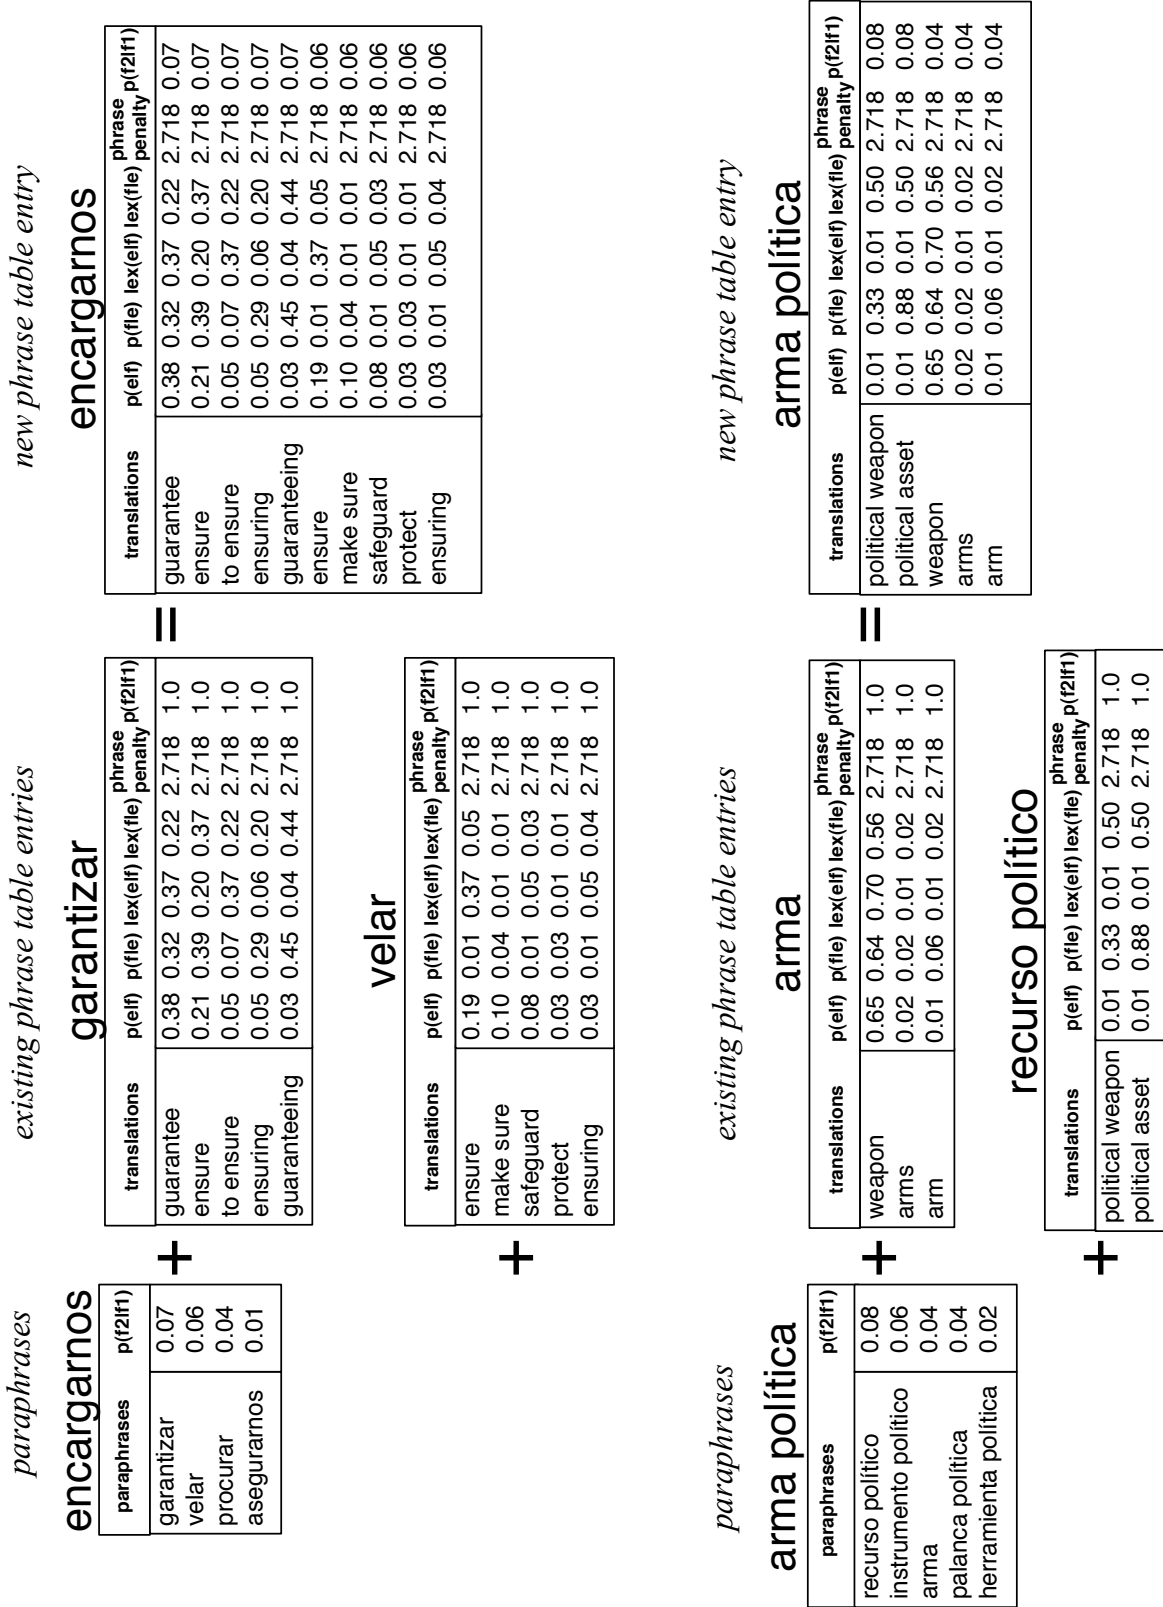 paraphrases
encargarnos
paraphrases p(f2|f1)
garantizar 0.07
velar 0.06
procurar 0.04
asegurarnos 0.01
+
+
existing phrase table entries
garantizar
translations p(e|f) p(f|e) lex(e|f) lex(f|e) phrase penalty p(f2|f1)
guarantee 0.38 0.32 0.37 0.22 2.718 1.0
ensure 0.21 0.39 0.20 0.37 2.718 1.0
to ensure 0.05 0.07 0.37 0.22 2.718 1.0
ensuring 0.05 0.29 0.06 0.20 2.718 1.0
guaranteeing 0.03 0.45 0.04 0.44 2.718 1.0
velar
translations p(e|f) p(f|e) lex(e|f) lex(f|e) phrase penalty p(f2|f1)
ensure 0.19 0.01 0.37 0.05 2.718 1.0
make sure 0.10 0.04 0.01 0.01 2.718 1.0
safeguard 0.08 0.01 0.05 0.03 2.718 1.0
protect 0.03 0.03 0.01 0.01 2.718 1.0
ensuring 0.03 0.01 0.05 0.04 2.718 1.0
=
new phrase table entry
encargarnos
translations p(e|f) p(f|e) lex(e|f) lex(f|e) phrase penalty p(f2|f1)
guarantee 0.38 0.32 0.37 0.22 2.718 0.07
ensure 0.21 0.39 0.20 0.37 2.718 0.07
to ensure 0.05 0.07 0.37 0.22 2.718 0.07
ensuring 0.05 0.29 0.06 0.20 2.718 0.07
guaranteeing 0.03 0.45 0.04 0.44 2.718 0.07
ensure 0.19 0.01 0.37 0.05 2.718 0.06
make sure 0.10 0.04 0.01 0.01 2.718 0.06
safeguard 0.08 0.01 0.05 0.03 2.718 0.06
protect 0.03 0.03 0.01 0.01 2.718 0.06
ensuring 0.03 0.01 0.05 0.04 2.718 0.06
paraphrases
arma política
paraphrases p(f2|f1)
recurso político 0.08
instrumento político 0.06
arma 0.04
palanca política 0.04
herramienta política 0.02
+
+
existing phrase table entries
arma
translations p(e|f) p(f|e) lex(e|f) lex(f|e) phrase penalty p(f2|f1)
weapon 0.65 0.64 0.70 0.56 2.718 1.0
arms 0.02 0.02 0.01 0.02 2.718 1.0
arm 0.01 0.06 0.01 0.02 2.718 1.0
recurso político
translations p(e|f) p(f|e) lex(e|f) lex(f|e) phrase penalty p(f2|f1)
political weapon 0.01 0.33 0.01 0.50 2.718 1.0
political asset 0.01 0.88 0.01 0.50 2.718 1.0
=
new phrase table entry
arma política
translations p(e|f) p(f|e) lex(e|f) lex(f|e) phrase penalty p(f2|f1)
political weapon 0.01 0.33 0.01 0.50 2.718 0.08
political asset 0.01 0.88 0.01 0.50 2.718 0.08
weapon 0.65 0.64 0.70 0.56 2.718 0.04
arms 0.02 0.02 0.01 0.02 2.718 0.04
arm 0.01 0.06 0.01 0.02 2.718 0.04